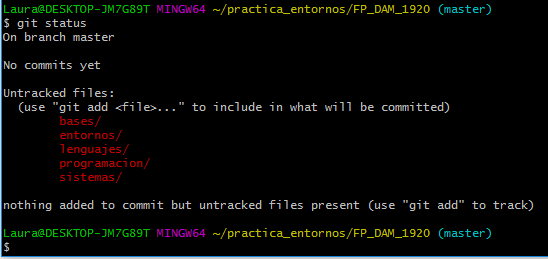 Laura@DESKTOP-JM7G89T MINGW64 ~/practica_entornos/FP_DAM_1920 (master)
$ git status
On branch master
No commits yet
Untracked files:
  (use "git add <file>..." to include in what will be committed)
        bases/
        entornos/
        lenguajes/
        programacion/
        sistemas/
nothing added to commit but untracked files present (use "git add" to track)
Laura@DESKTOP-JM7G89T MINGW64 ~/practica_entornos/FP_DAM_1920 (master)
$